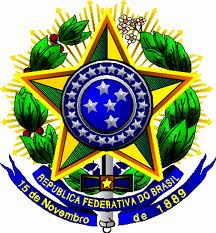 REPUBLICA FEDERATIVA DO BRASIL
15 de Novembro de 1889